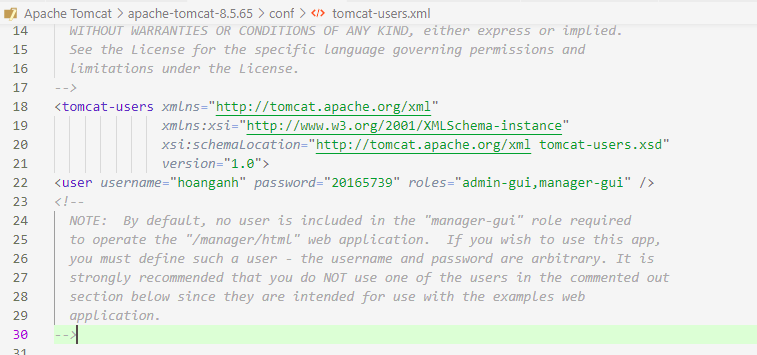 Apache Tomcat > apache-tomcat-8.5.65 > conf > </> tomcat-users.xml
14 WITHOUT WARRANTIES OR CONDITIONS OF ANY KIND, either express or implied.
15 See the License for the specific language governing permissions and
16 limitations under the License.
17 -->
18 <tomcat-users xmlns="http://tomcat.apache.org/xml"
19 xmlns:xsi="http://www.w3.org/2001/XMLSchema-instance"
20 xsi:schemaLocation="http://tomcat.apache.org/xml tomcat-users.xsd"
21 version="1.0">
22 <user username="hoanganh" password="20165739" roles="admin-gui,manager-gui" />
23 <!--
24 NOTE:  By default, no user is included in the "manager-gui" role required
25 to operate the "/manager/html" web application.  If you wish to use this app,
26 you must define such a user - the username and password are arbitrary. It is
27 strongly recommended that you do NOT use one of the users in the commented out
28 section below since they are intended for use with the examples web
29 application.
30 -->
31